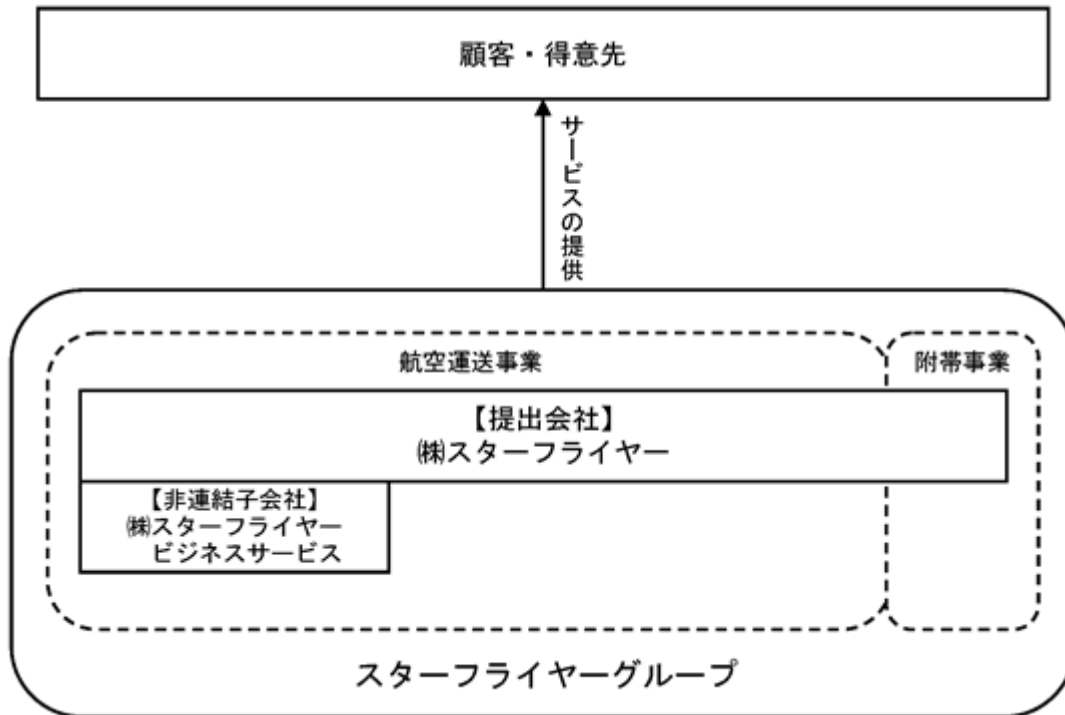 顧客・得意先
サービスの提供
航空運送事業
附帯事業
【提出会社】
㈱スターフライヤー
【非連結子会社】
㈱スターフライヤー
ビジネスサービス
スターフライヤーグループ